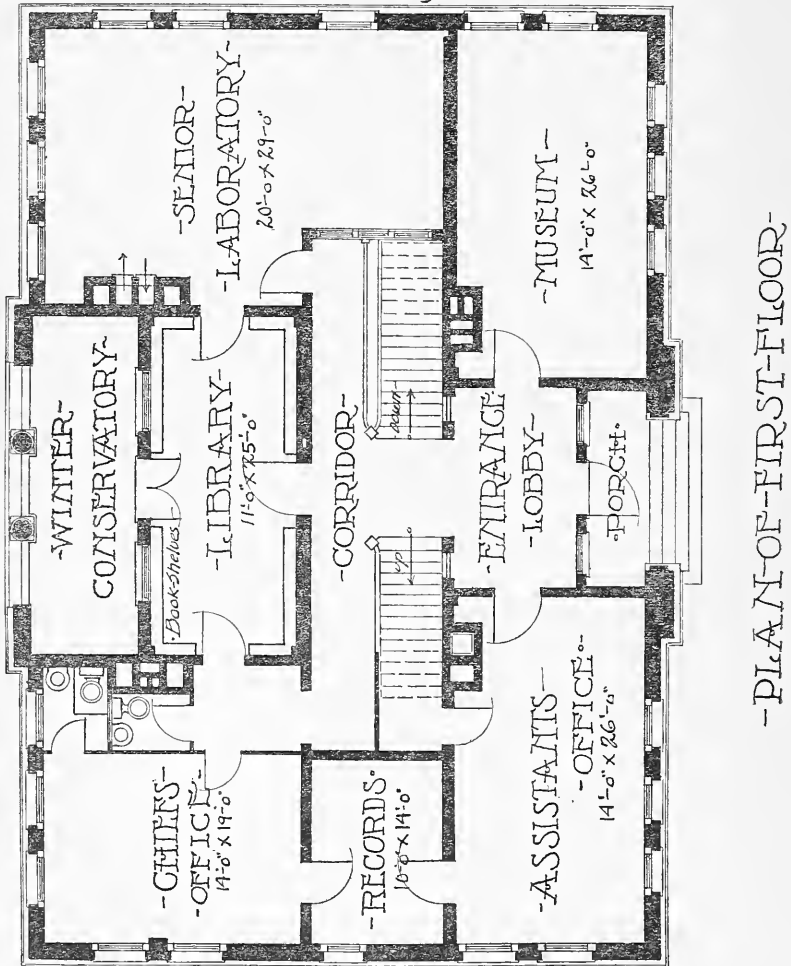 -SENIOR-
-LABORATORY-
20'-0 X 29'-0"
-MUSEUM-
14'-0" X 26'-0"
-WINTER-
CONSERVATORY-
-LIBRARY-
11'-0" X 25'-0"
·Book-Shelves·
-CORRIDOR-
down-
up
-ENTRANCE-
LOBBY-
·PORCH·
-CHIEFS-
-OFFICE-
14'-0" X 19'-0"
-RECORDS·
10'-0" X 14'-0"
-ASSISTANTS-
-OFFICE·
14'-0" X 26'-0"
-PLAN-OF-FIRST-FLOOR-